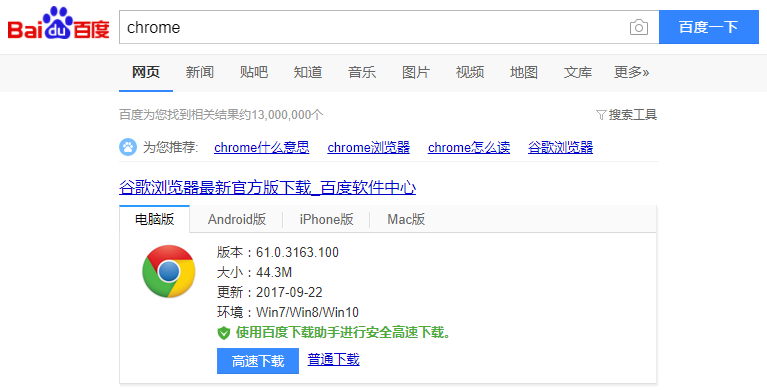 Bai du 百度 chrome 百度一下
网页 新闻 贴吧 知道 音乐 图片 视频 地图 文库 更多»
百度为您找到相关结果约13,000,000个 搜索工具
为您推荐: chrome什么意思 chrome浏览器 chrome怎么读 谷歌浏览器
谷歌浏览器最新官方版下载_百度软件中心
电脑版 Android版 iPhone版 Mac版
版本：61.0.3163.100
大小：44.3M
更新：2017-09-22
环境：Win7/Win8/Win10
使用百度下载助手进行安全高速下载。
高速下载 普通下载